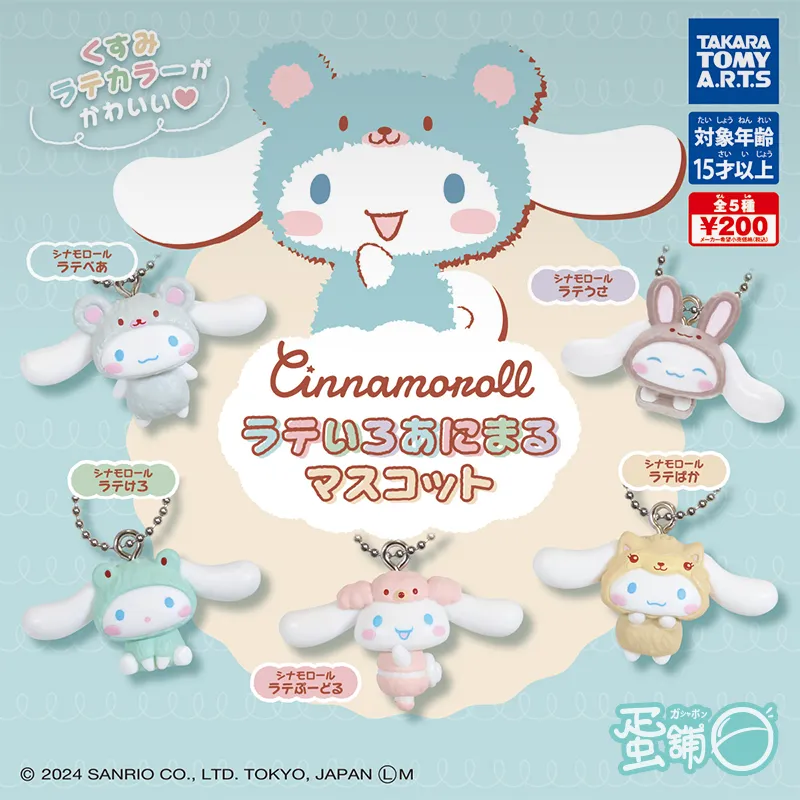 くすみ
ラテカラーが
かわいい♡
TAKARA
TOMY
A.R.T.S
たい しょう ねん れい
対象年齢
さい い じょう
15才以上
ぜん しゅ
全5種
¥200
メーカー希望小売価格/(税込)
シナモロール
ラテべあ
シナモロール
ラテうさ
Cinnamoroll
ラテいろあにまる
マスコット
シナモロール
ラテけろ
シナモロール
ラテぱか
シナモロール
ラテぷーどる
ガシャポン
蛋舖
© 2024 SANRIO CO., LTD. TOKYO, JAPAN Ⓛ M